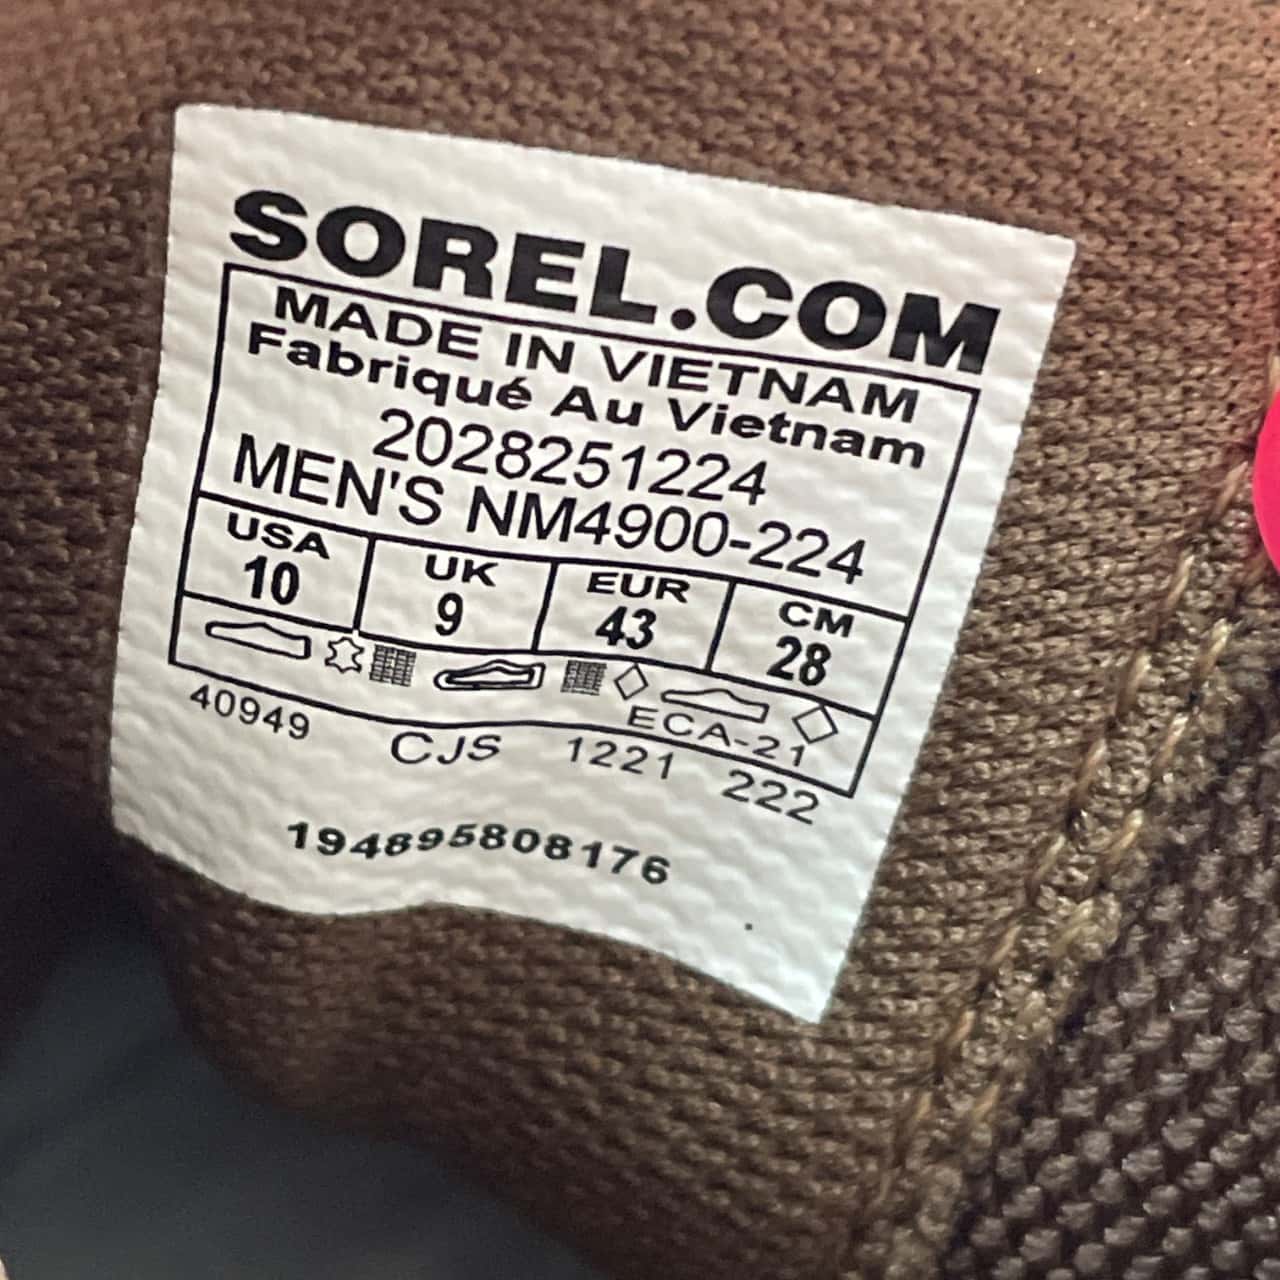 SOREL.COM
MADE IN VIETNAM
Fabriqué Au Vietnam
2028251224
MEN'S NM4900-224
USA UK EUR CM
10 9 43 28
ECA-21
40949 CJS 1221 222
194895808176